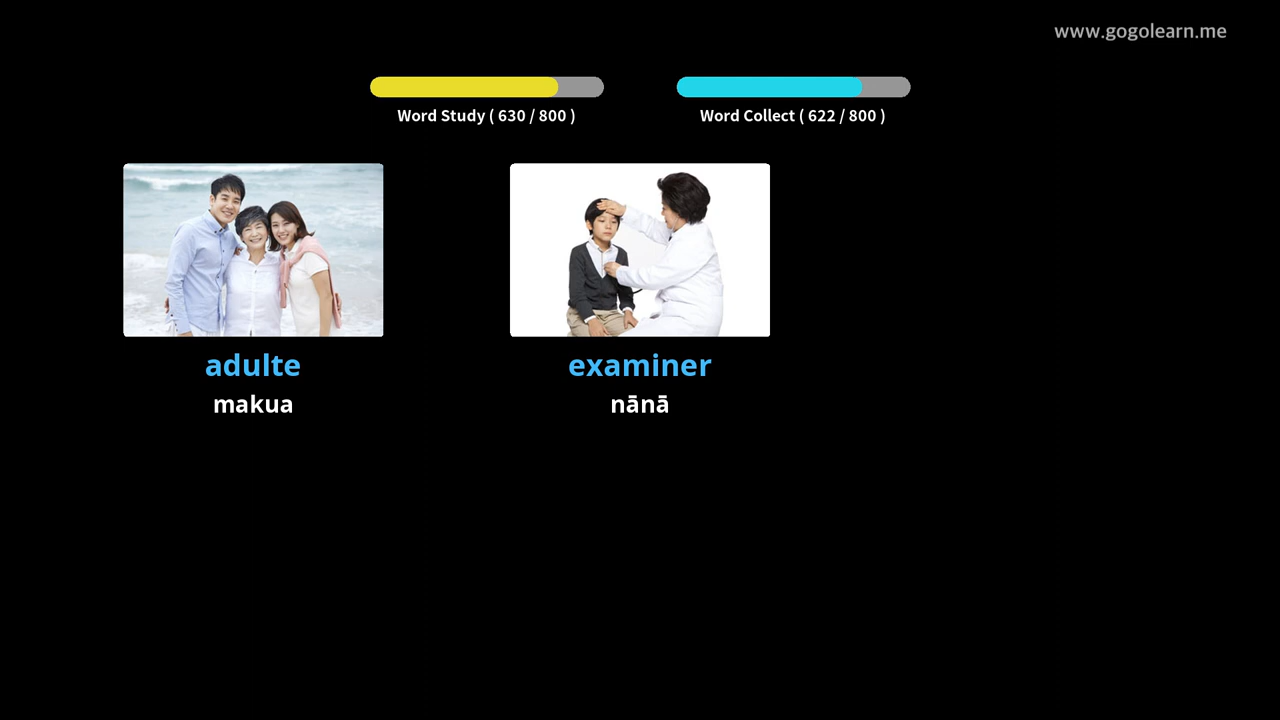 www.gogolearn.me
Word Study ( 630 / 800 )
Word Collect ( 622 / 800 )
adulte
makua
examiner
nānā